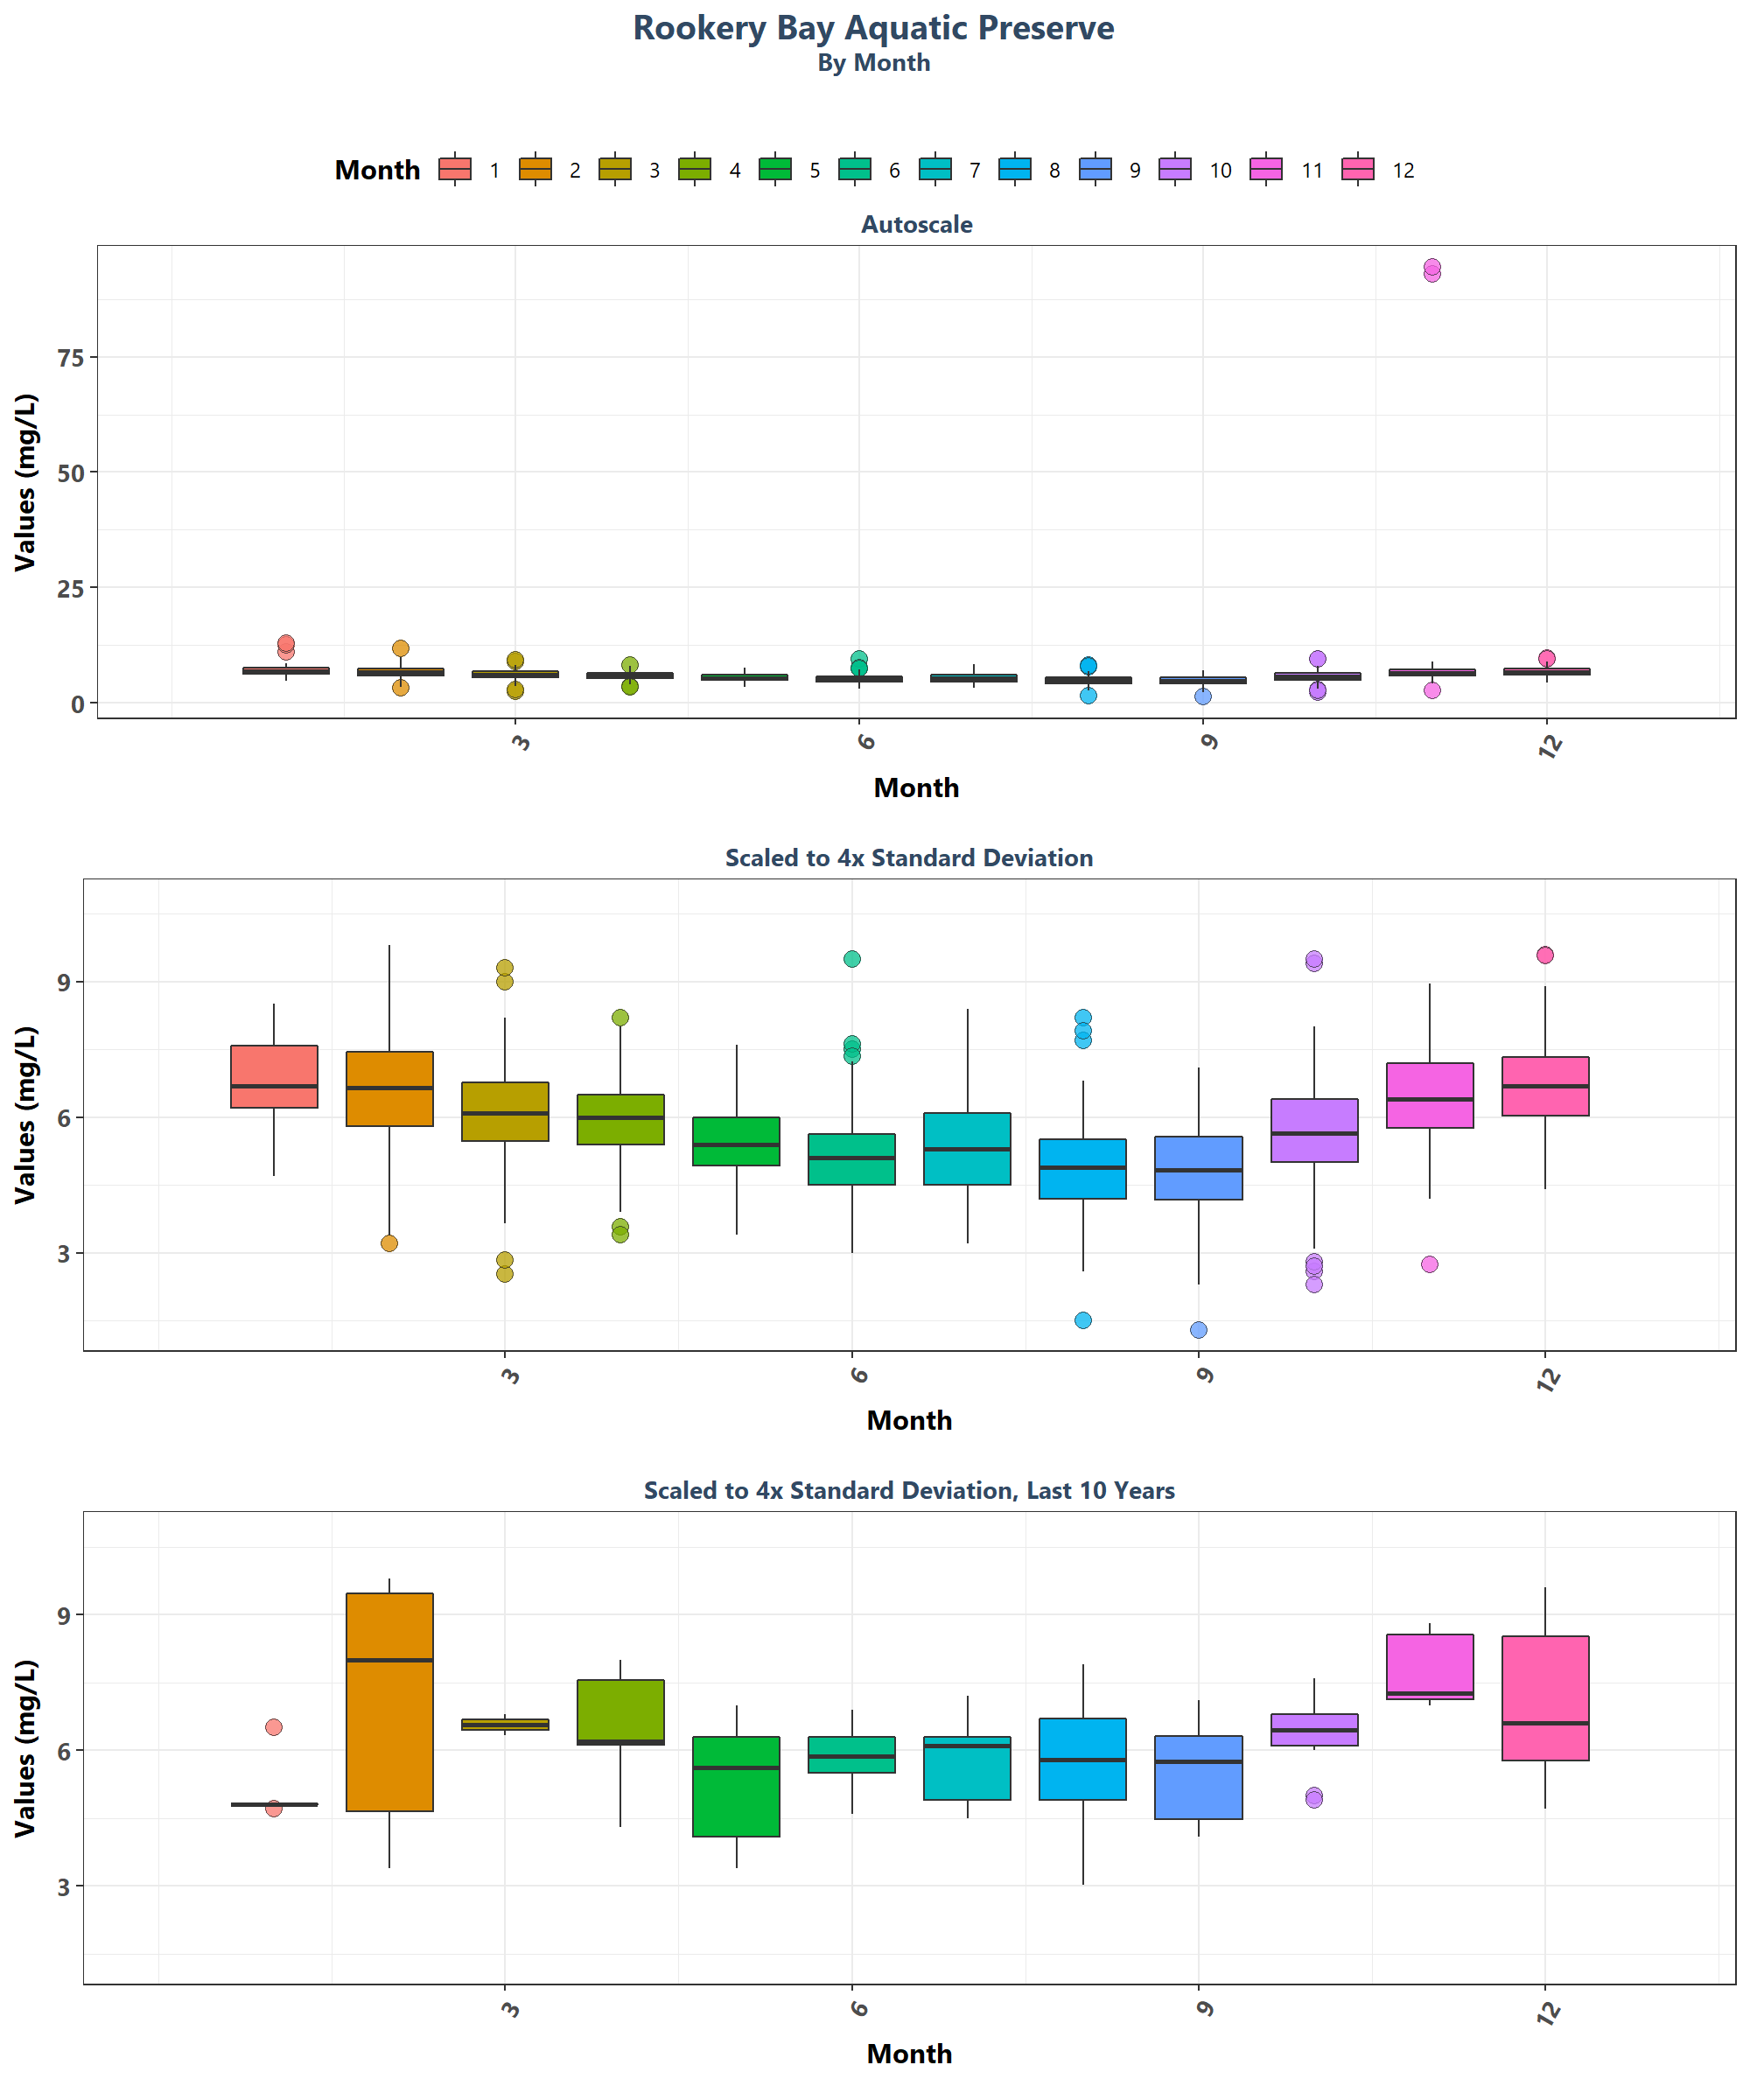 Rookery Bay Aquatic Preserve
By Month
Month 1 2 3 4 5 6 7 8 9 10 11 12
Autoscale
Values (mg/L)
75
50
25
0
3 6 9 12
Month
Scaled to 4x Standard Deviation
Values (mg/L)
9
6
3
3 6 9 12
Month
Scaled to 4x Standard Deviation, Last 10 Years
Values (mg/L)
9
6
3
3 6 9 12
Month